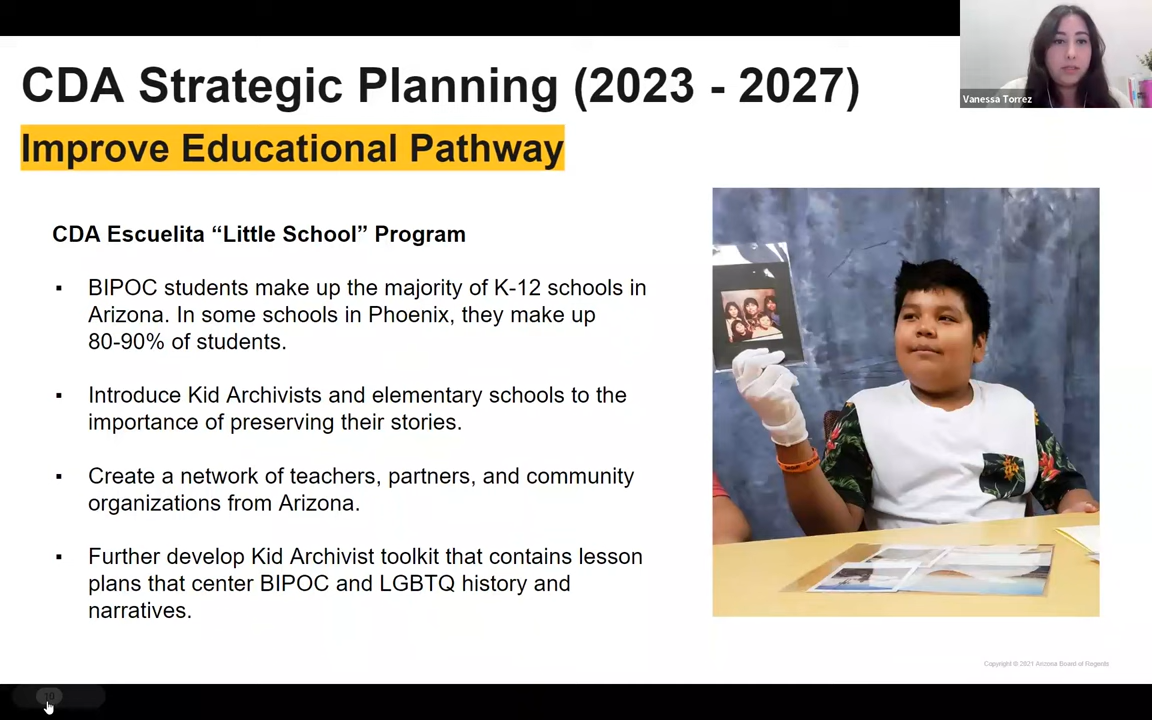 CDA Strategic Planning (2023 - 2027)
Vanessa Torrez
Improve Educational Pathway
CDA Escuelita “Little School” Program
▪ BIPOC students make up the majority of K-12 schools in
Arizona. In some schools in Phoenix, they make up
80-90% of students.
▪ Introduce Kid Archivists and elementary schools to the
importance of preserving their stories.
▪ Create a network of teachers, partners, and community
organizations from Arizona.
▪ Further develop Kid Archivist toolkit that contains lesson
plans that center BIPOC and LGBTQ history and
narratives.
Copyright © 2021 Arizona Board of Regents
10